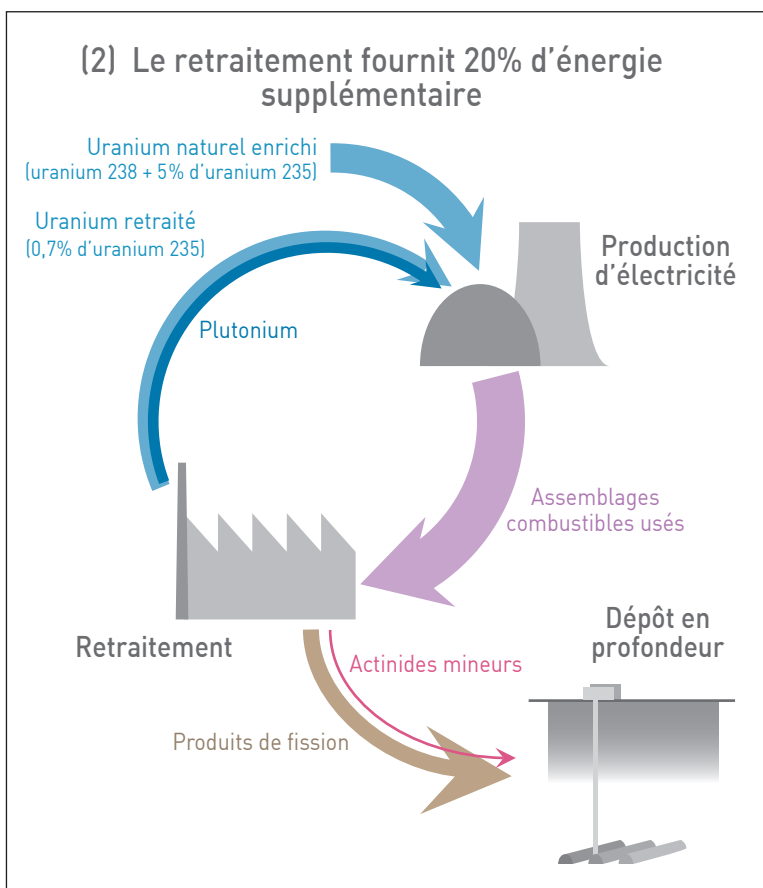 (2) Le retraitement fournit 20% d’énergie
supplémentaire
Uranium naturel enrichi
(uranium 238 + 5% d’uranium 235)
Uranium retraité
(0,7% d’uranium 235)
Production
d’électricité
Plutonium
Assemblages
combustibles usés
Dépôt en
profondeur
Retraitement
Actinides mineurs
Produits de fission